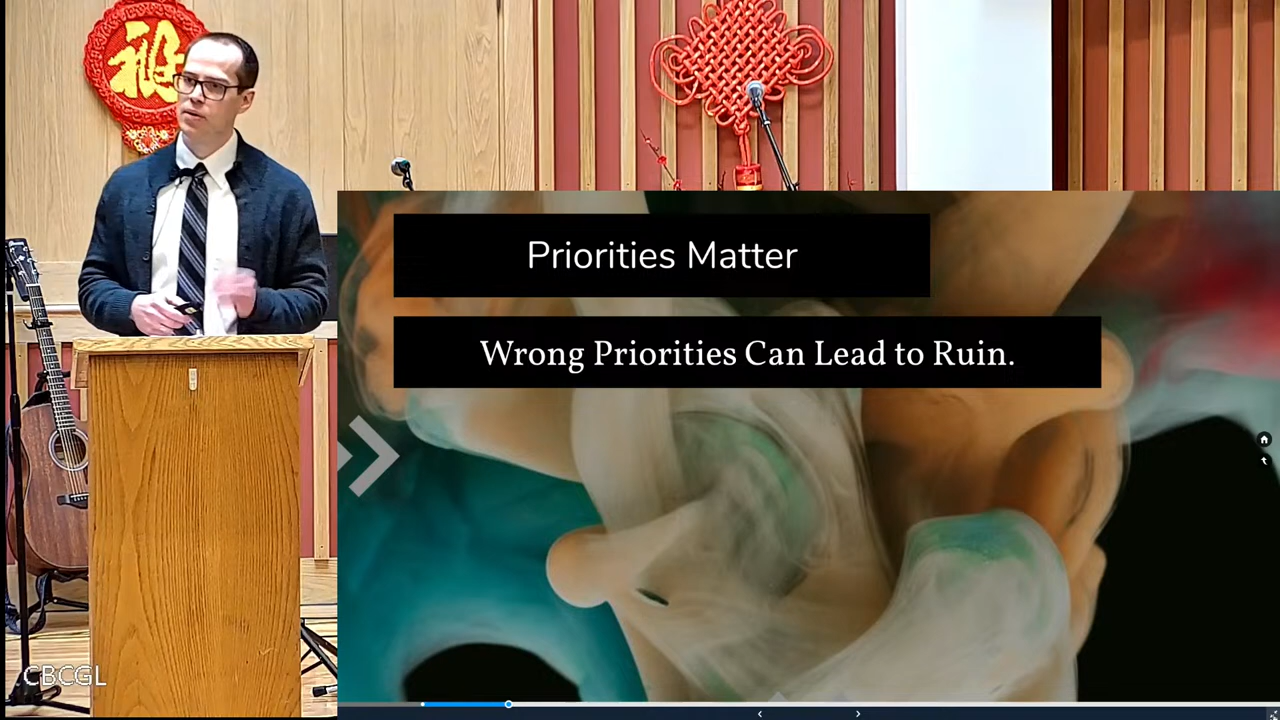 福
Priorities Matter
Wrong Priorities Can Lead to Ruin.
CBCGL